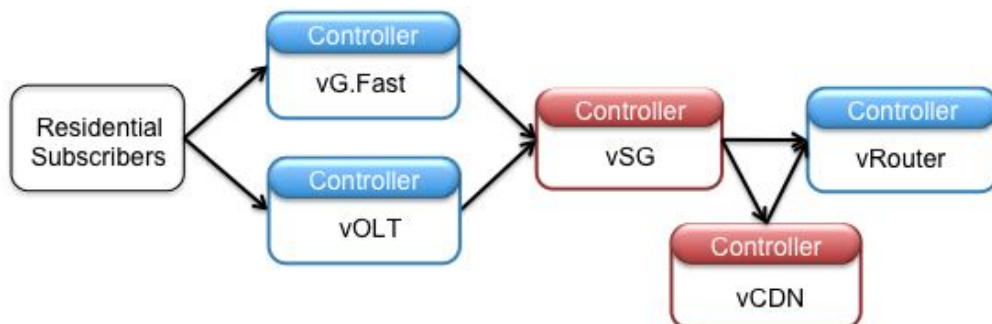 Residential
Subscribers
Controller
vG.Fast
Controller
vOLT
Controller
vSG
Controller
vRouter
Controller
vCDN